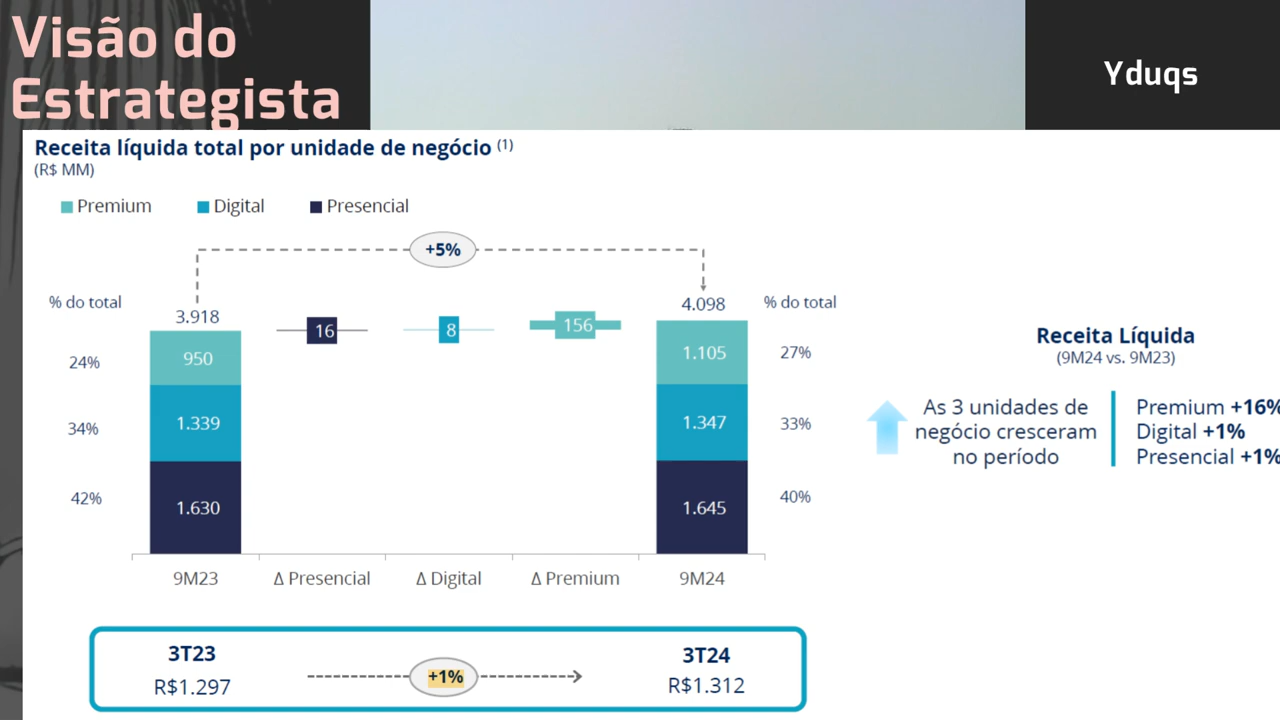 Visão do
Estrategista
Yduqs
Receita líquida total por unidade de negócio (1)
(R$ MM)
Premium Digital Presencial
+5%
% do total
3.918
4.098
% do total
24%
950
16
8
156
1.105
27%
34%
1.339
1.347
33%
42%
1.630
1.645
40%
9M23
Δ Presencial
Δ Digital
Δ Premium
9M24
Receita Líquida
(9M24 vs. 9M23)
As 3 unidades de
negócio cresceram
no período
Premium +16%
Digital +1%
Presencial +1%
3T23
R$1.297
+1%
3T24
R$1.312